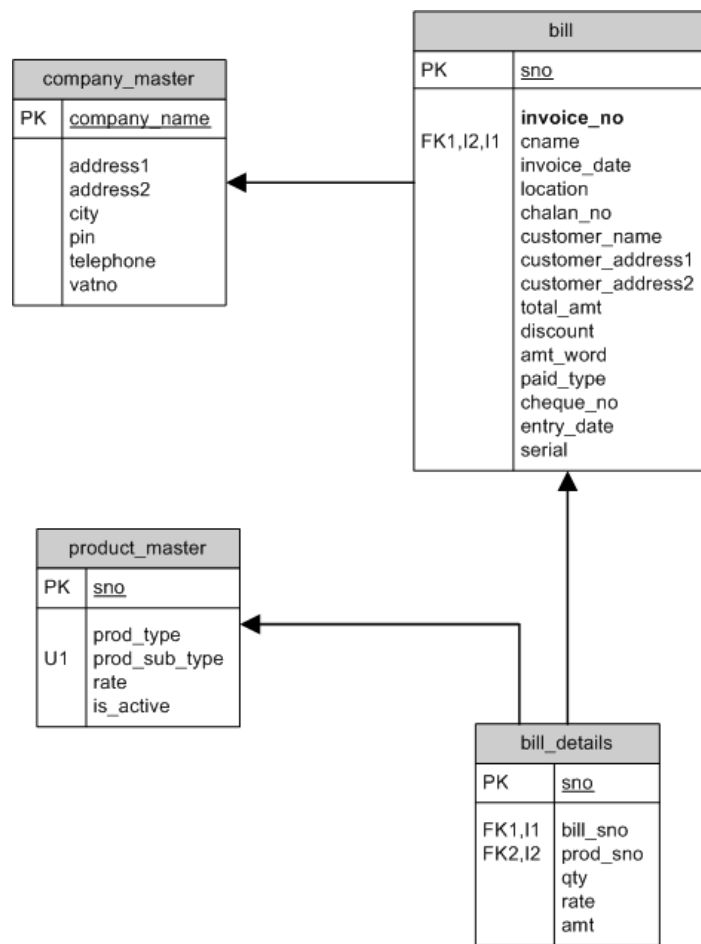 bill
PK sno
invoice_no
FK1,I2,I1 cname
invoice_date
location
chalan_no
customer_name
customer_address1
customer_address2
total_amt
discount
amt_word
paid_type
cheque_no
entry_date
serial
company_master
PK company_name
address1
address2
city
pin
telephone
vatno
product_master
PK sno
prod_type
U1 prod_sub_type
rate
is_active
bill_details
PK sno
FK1,I1 bill_sno
FK2,I2 prod_sno
qty
rate
amt